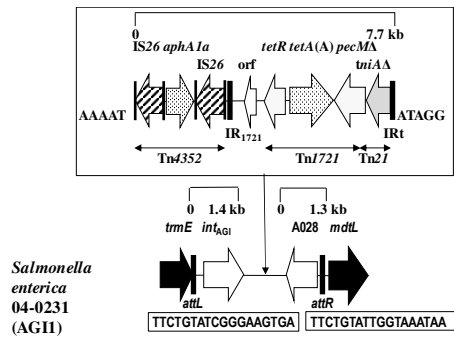 0 7.7 kb
IS26 aphA1a tetR tetA(A) pecMΔ
IS26 orf tniAΔ
AAAAT ATAGG
IR1721 IRt
Tn4352 Tn1721 Tn21
0 1.4 kb 0 1.3 kb
trmE intAGI A028 mdtL
Salmonella
enterica
04-0231
(AGI1)
attL attR
TTCTGTATCGGGAAGTGA TTCTGTATTGGTAAATAA